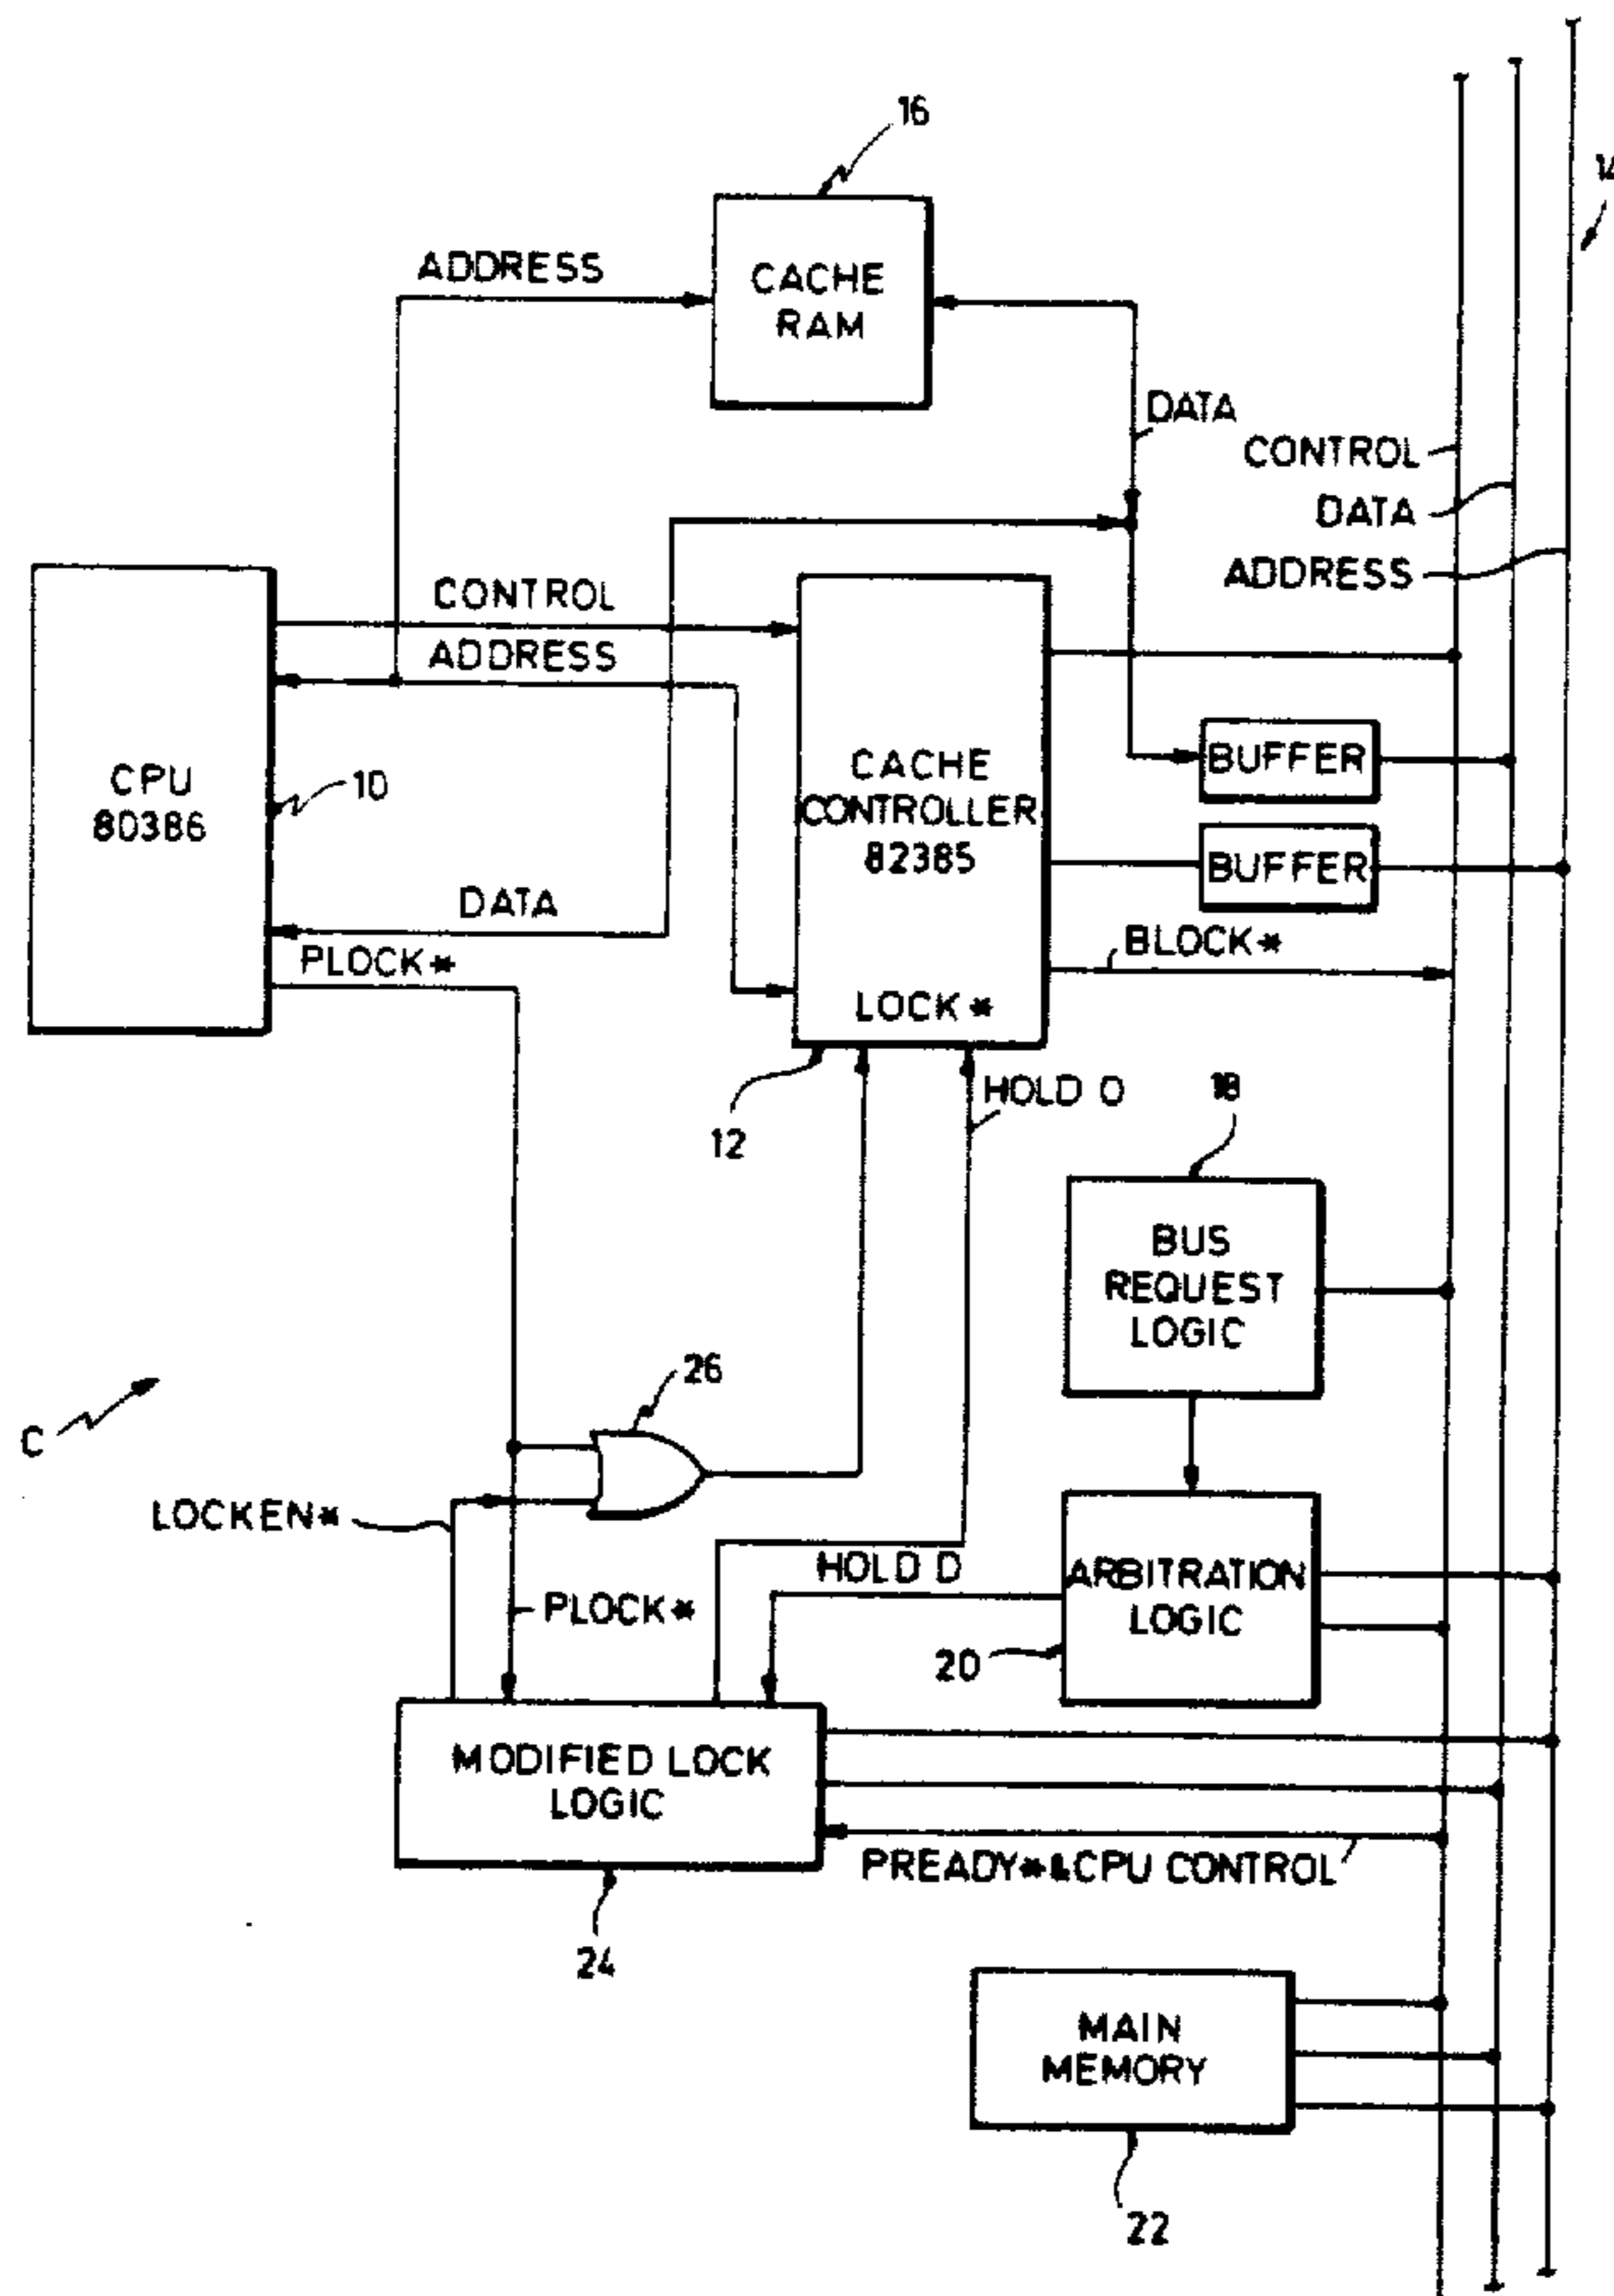 16
14
ADDRESS
CACHE
RAM
DATA
CONTROL
DATA
ADDRESS
CONTROL
ADDRESS
CPU
80386
10
CACHE
CONTROLLER
82385
BUFFER
BUFFER
DATA
PLOCK*
BLOCK*
LOCK*
12
HOLD O
18
BUS
REQUEST
LOGIC
26
C
LOCKEN*
HOLD D
ARBITRATION
LOGIC
PLOCK*
20
MODIFIED LOCK
LOGIC
PREADY*&CPU CONTROL
24
MAIN
MEMORY
22